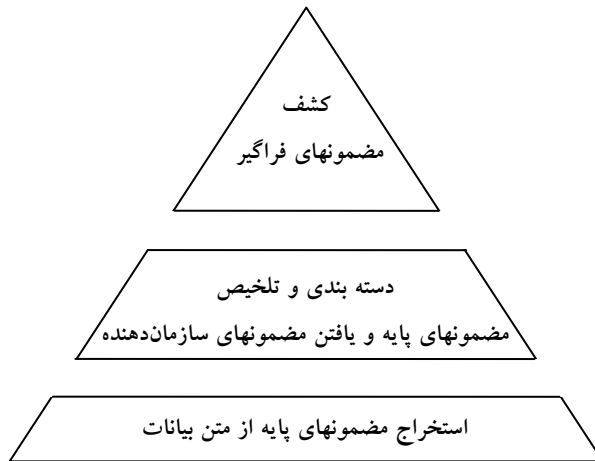 کشف
مضمونهای فراگیر
دسته بندی و تلخیص
مضمونهای پایه و یافتن مضمونهای سازمان‌دهنده
استخراج مضمونهای پایه از متن بیانات